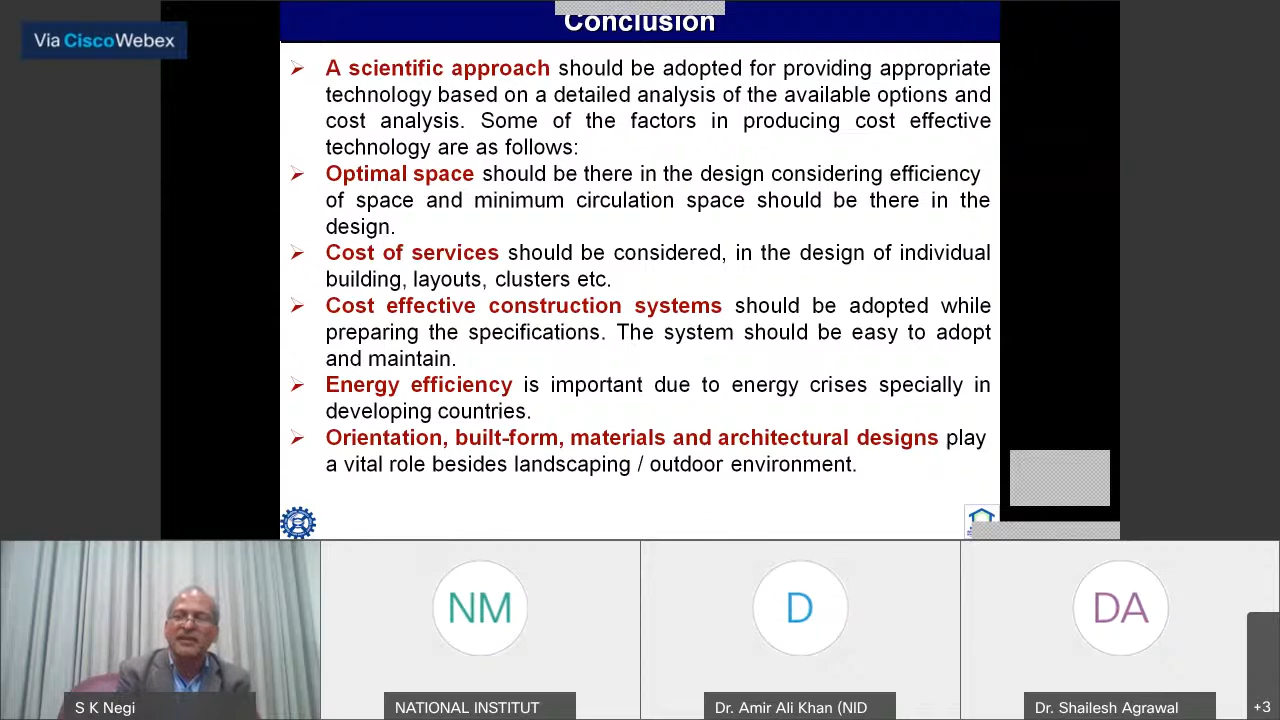 Conclusion
Via CiscoWebex
➢ A scientific approach should be adopted for providing appropriate
technology based on a detailed analysis of the available options and
cost analysis. Some of the factors in producing cost effective
technology are as follows:
➢ Optimal space should be there in the design considering efficiency
of space and minimum circulation space should be there in the
design.
➢ Cost of services should be considered, in the design of individual
building, layouts, clusters etc.
➢ Cost effective construction systems should be adopted while
preparing the specifications. The system should be easy to adopt
and maintain.
➢ Energy efficiency is important due to energy crises specially in
developing countries.
➢ Orientation, built-form, materials and architectural designs play
a vital role besides landscaping / outdoor environment.
NM
D
DA
S K Negi
NATIONAL INSTITUT
Dr. Amir Ali Khan (NID
Dr. Shailesh Agrawal
+3